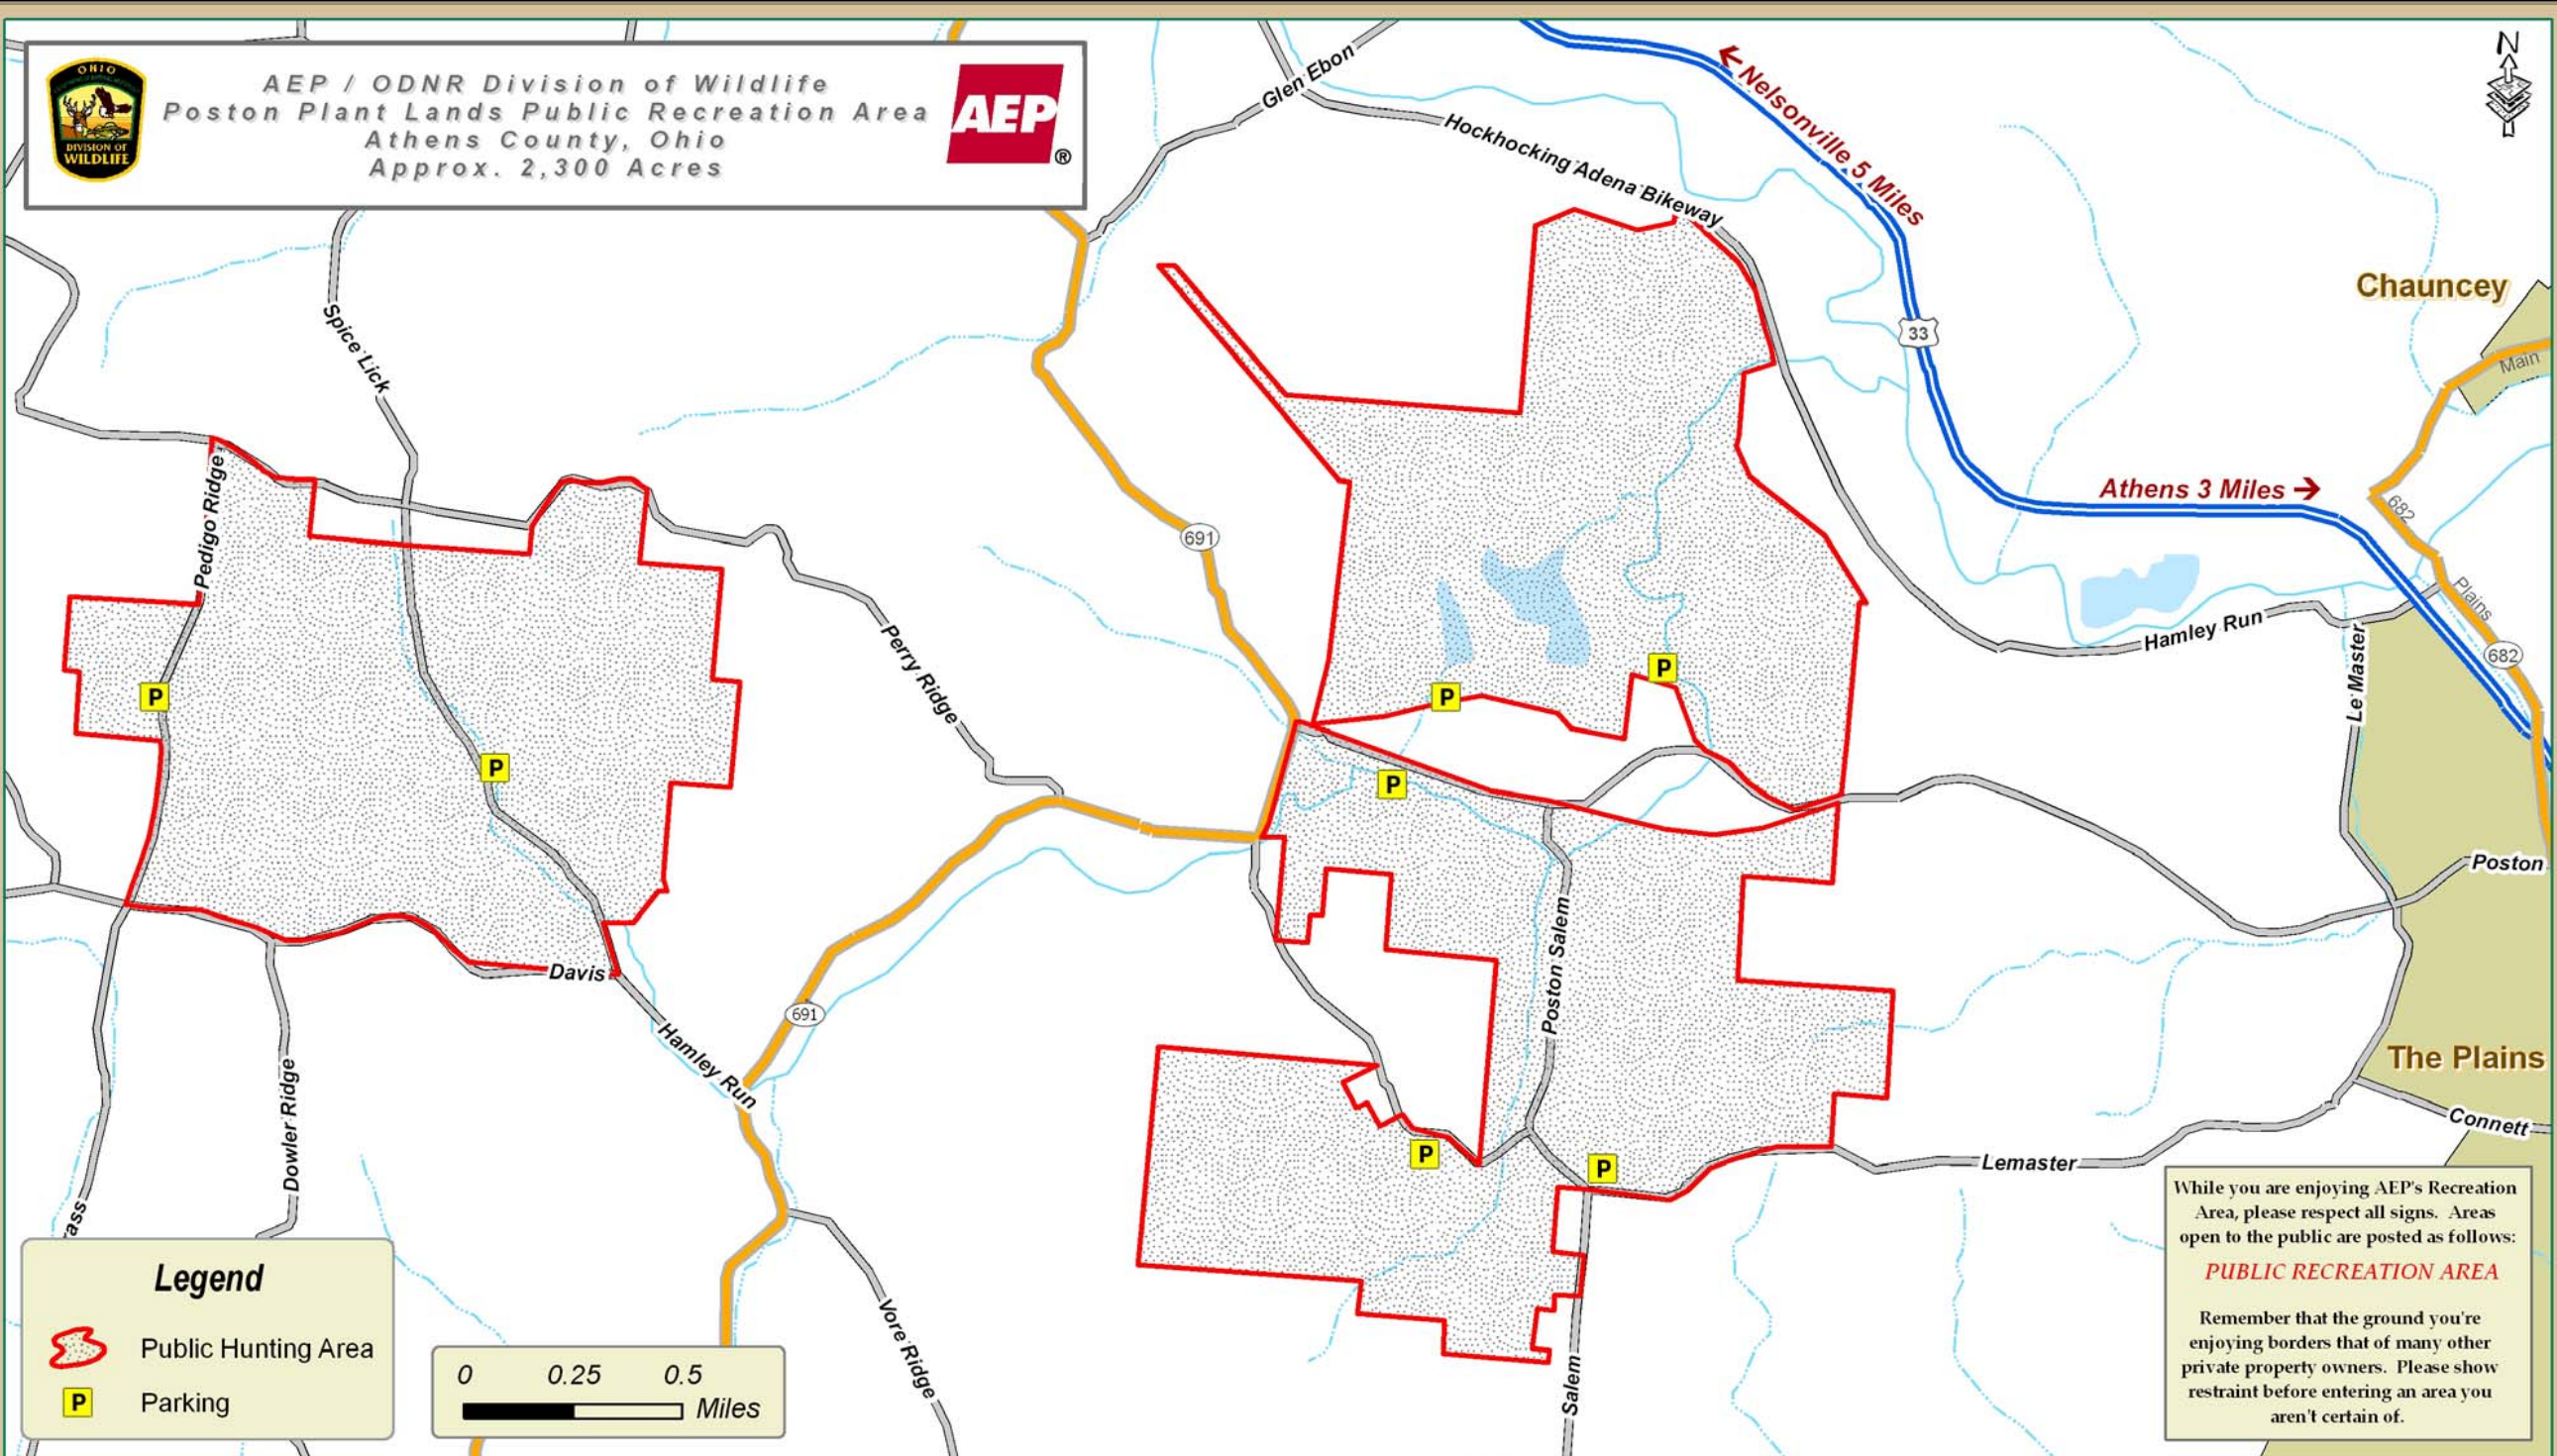 OHIO
DIVISION OF
WILDLIFE
AEP / ODNR Division of Wildlife
Poston Plant Lands Public Recreation Area
Athens County, Ohio
Approx. 2,300 Acres
AEP
®
N
Glen Ebon
Hockhocking Adena Bikeway
← Nelsonville 5 Miles
33
Chauncey
Main
Spice Lick
Pedigo Ridge
691
Athens 3 Miles →
682
Plains
682
Perry Ridge
Hamley Run
Le Master
P
P
P
P
P
Poston
Poston Salem
Davis
691
Hamley Run
Dowler Ridge
The Plains
Connett
Lemaster
P
P
rass
Vore Ridge
Salem
Legend
Public Hunting Area
P Parking
0 0.25 0.5
Miles
While you are enjoying AEP's Recreation
Area, please respect all signs. Areas
open to the public are posted as follows:
PUBLIC RECREATION AREA
Remember that the ground you're
enjoying borders that of many other
private property owners. Please show
restraint before entering an area you
aren't certain of.